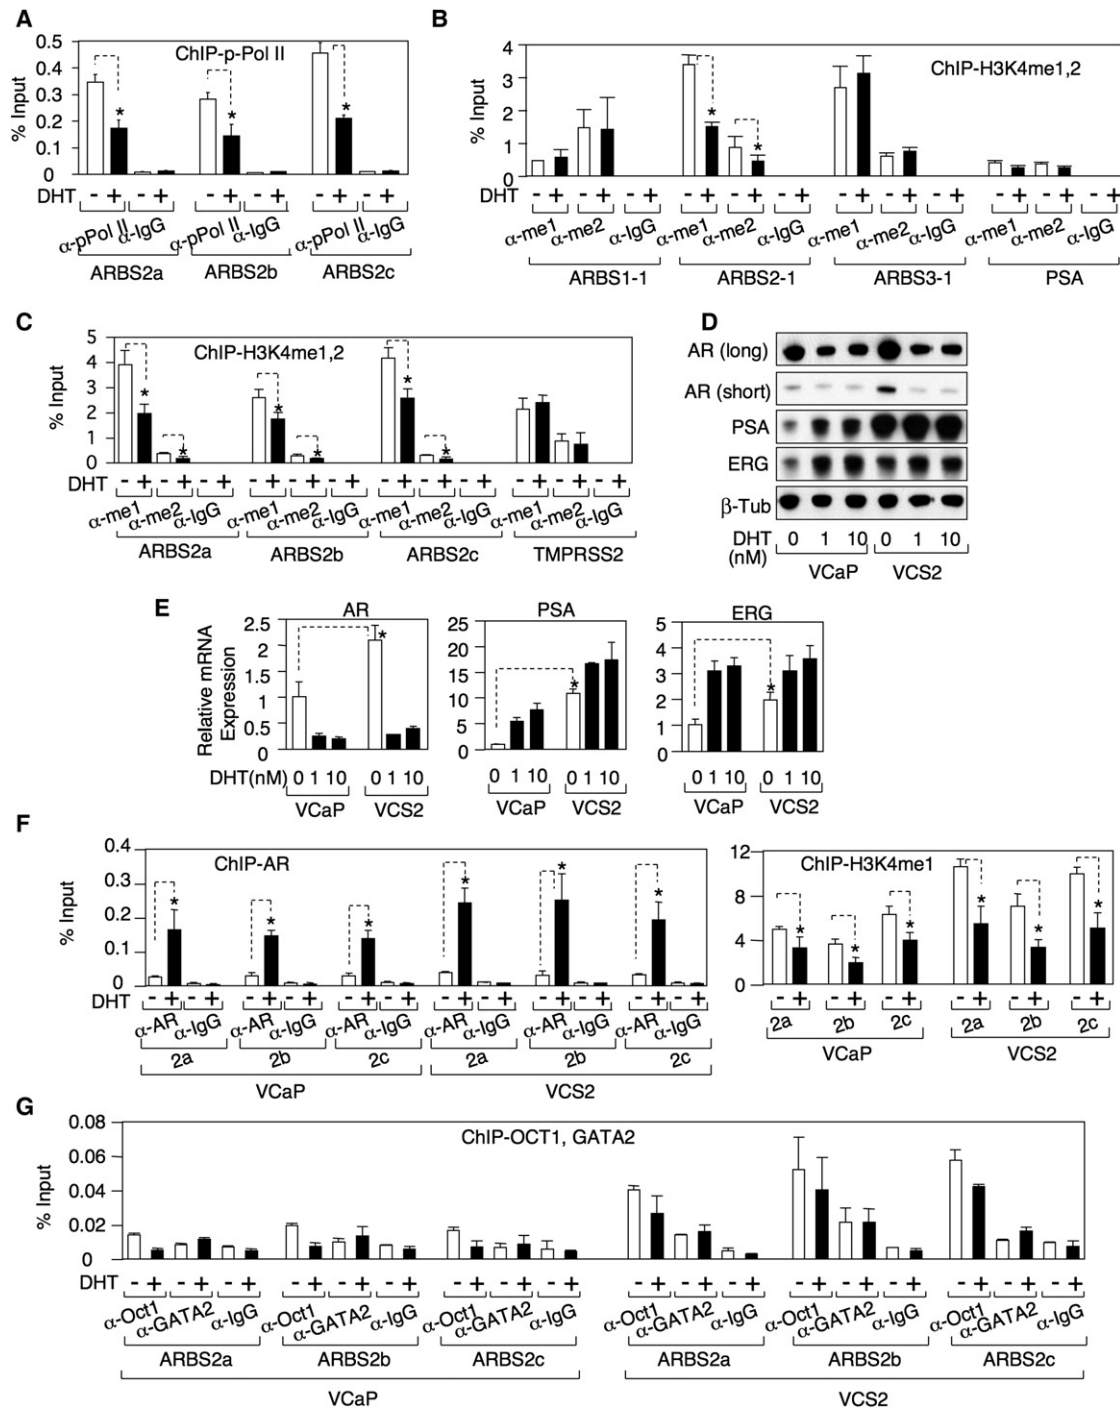 A
ChIP-p-Pol II
% Input
0.5
0.4
0.3
0.2
0.1
0
* * *
DHT - + - + - + - + - + - +
α-pPol II α-IgG α-pPol II α-IgG α-pPol II α-IgG
ARBS2a ARBS2b ARBS2c
B
ChIP-H3K4me1,2
% Input
4
3
2
1
0
* *
DHT - + - + - + - + - + - + - + - + - + - + - + - +
α-me1 α-me2 α-IgG α-me1 α-me2 α-IgG α-me1 α-me2 α-IgG α-me1 α-me2 α-IgG
ARBS1-1 ARBS2-1 ARBS3-1 PSA
C
ChIP-H3K4me1,2
% Input
5
4
3
2
1
0
* * * * * *
DHT - + - + - + - + - + - + - + - + - + - + - + - +
α-me1 α-me2 α-IgG α-me1 α-me2 α-IgG α-me1 α-me2 α-IgG α-me1 α-me2 α-IgG
ARBS2a ARBS2b ARBS2c TMPRSS2
D
AR (long)
AR (short)
PSA
ERG
β-Tub
DHT 0 1 10 0 1 10
(nM)
VCaP VCS2
E
Relative mRNA
Expression
AR
2.5
2
1.5
1
0.5
0
*
DHT(nM) 0 1 10 0 1 10
VCaP VCS2
PSA
25
20
15
10
5
0
*
0 1 10 0 1 10
VCaP VCS2
ERG
5
4
3
2
1
0
*
0 1 10 0 1 10
VCaP VCS2
F
ChIP-AR
% Input
0.4
0.3
0.2
0.1
0
* * * * * *
DHT - + - + - + - + - + - + - + - + - + - + - + - +
α-AR α-IgG α-AR α-IgG α-AR α-IgG α-AR α-IgG α-AR α-IgG α-AR α-IgG
2a 2b 2c 2a 2b 2c
VCaP VCS2
ChIP-H3K4me1
12
8
4
0
* * * * * *
- + - + - + - + - + - +
2a 2b 2c 2a 2b 2c
VCaP VCS2
G
ChIP-OCT1, GATA2
% Input
0.08
0.06
0.04
0.02
0
DHT - + - + - + - + - + - + - + - + - + - + - + - + - + - + - + - + - + - +
α-Oct1 α-GATA2 α-IgG α-Oct1 α-GATA2 α-IgG α-Oct1 α-GATA2 α-IgG α-Oct1 α-GATA2 α-IgG α-Oct1 α-GATA2 α-IgG α-Oct1 α-GATA2 α-IgG
ARBS2a ARBS2b ARBS2c ARBS2a ARBS2b ARBS2c
VCaP VCS2